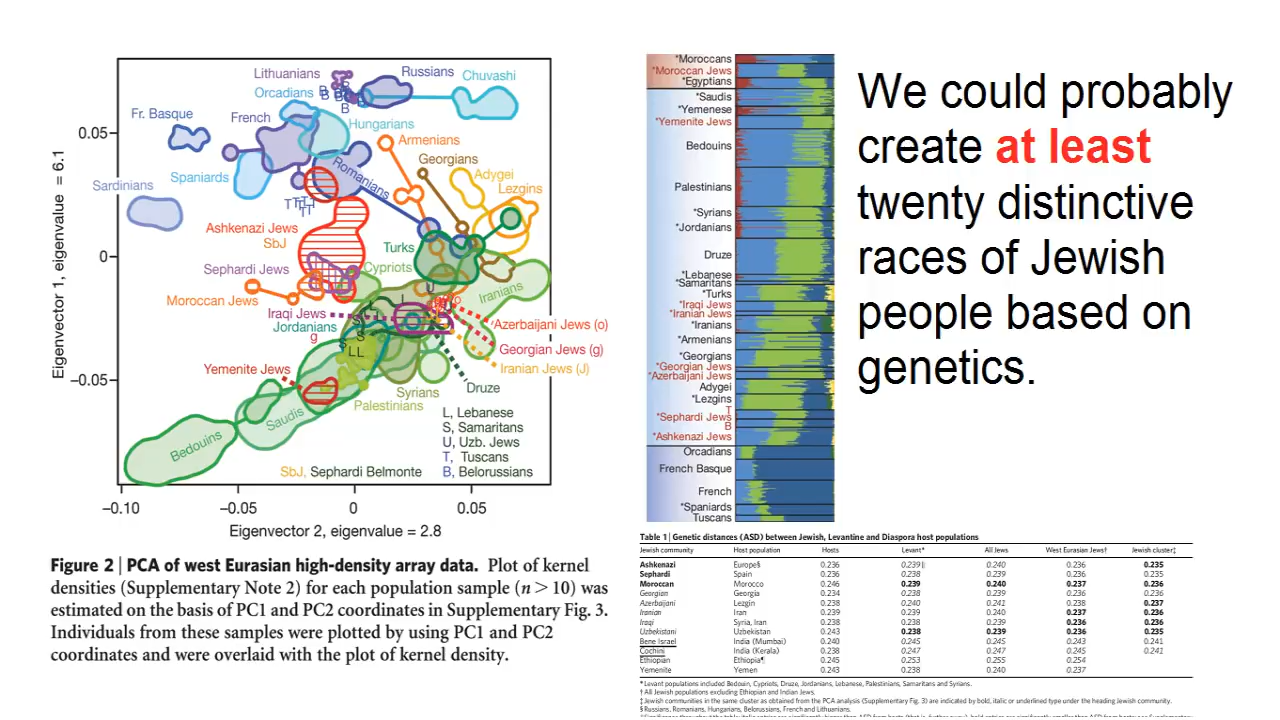 Lithuanians
Russians
Chuvashi
Orcadians
Fr. Basque
French
Hungarians
Armenians
Georgians
Adygei
Lezgins
Romanians
Spaniards
Sardinians
Ashkenazi Jews
SbJ
Turks
Sephardi Jews
Cypriots
Iranians
Moroccan Jews
Iraqi Jews
Jordanians
g
Azerbaijani Jews (o)
Georgian Jews (g)
Iranian Jews (J)
Yemenite Jews
Druze
Syrians
Palestinians
Saudis
Bedouins
L, Lebanese
S, Samaritans
U, Uzb. Jews
T, Tuscans
SbJ, Sephardi Belmonte
B, Belorussians
Eigenvector 1, eigenvalue = 6.1
0.05
0
−0.05
−0.10
−0.05
0
0.05
Eigenvector 2, eigenvalue = 2.8
Figure 2 | PCA of west Eurasian high-density array data. Plot of kernel
densities (Supplementary Note 2) for each population sample (n > 10) was
estimated on the basis of PC1 and PC2 coordinates in Supplementary Fig. 3.
Individuals from these samples were plotted by using PC1 and PC2
coordinates and were overlaid with the plot of kernel density.
*Moroccans
*Moroccan Jews
*Egyptians
*Saudis
*Yemenese
*Yemenite Jews
Bedouins
Palestinians
*Syrians
*Jordanians
Druze
*Lebanese
*Samaritans
*Turks
*Iraqi Jews
*Iranian Jews
*Iranians
*Armenians
*Georgians
*Georgian Jews
*Azerbaijani Jews
Adygei
*Lezgins
T
*Sephardi Jews
B
*Ashkenazi Jews
Orcadians
French Basque
French
*Spaniards
Tuscans
We could probably
create at least
twenty distinctive
races of Jewish
people based on
genetics.
Table 1 | Genetic distances (ASD) between Jewish, Levantine and Diaspora host populations
Jewish community Host population Hosts Levant* All Jews West Eurasian Jews† Jewish cluster‡
Ashkenazi Europe§ 0.236 0.239|| 0.240 0.236 0.235
Sephardi Spain 0.236 0.238 0.239 0.236 0.235
Moroccan Morocco 0.246 0.239 0.240 0.237 0.236
Georgian Georgia 0.234 0.238 0.239 0.236 0.236
Azerbaijani Lezgin 0.238 0.240 0.241 0.238 0.237
Iranian Iran 0.239 0.239 0.240 0.237 0.236
Iraqi Syria, Iran 0.238 0.238 0.239 0.236 0.236
Uzbekistani Uzbekistan 0.243 0.238 0.239 0.236 0.235
Bene Israel India (Mumbai) 0.240 0.245 0.245 0.243 0.241
Cochini India (Kerala) 0.238 0.247 0.247 0.245 0.241
Ethiopian Ethiopia¶ 0.245 0.253 0.255 0.254
Yemenite Yemen 0.243 0.238 0.240 0.237
* Levant populations included Bedouin, Cypriots, Druze, Jordanians, Lebanese, Palestinians, Samaritans and Syrians.
† All Jewish populations excluding Ethiopian and Indian Jews.
‡ Jewish communities in the same cluster as obtained from the PCA analysis (Supplementary Fig. 3) are indicated by bold, italic or underlined type under the heading Jewish community.
§ Russians, Romanians, Hungarians, Belorussians, French and Lithuanians.